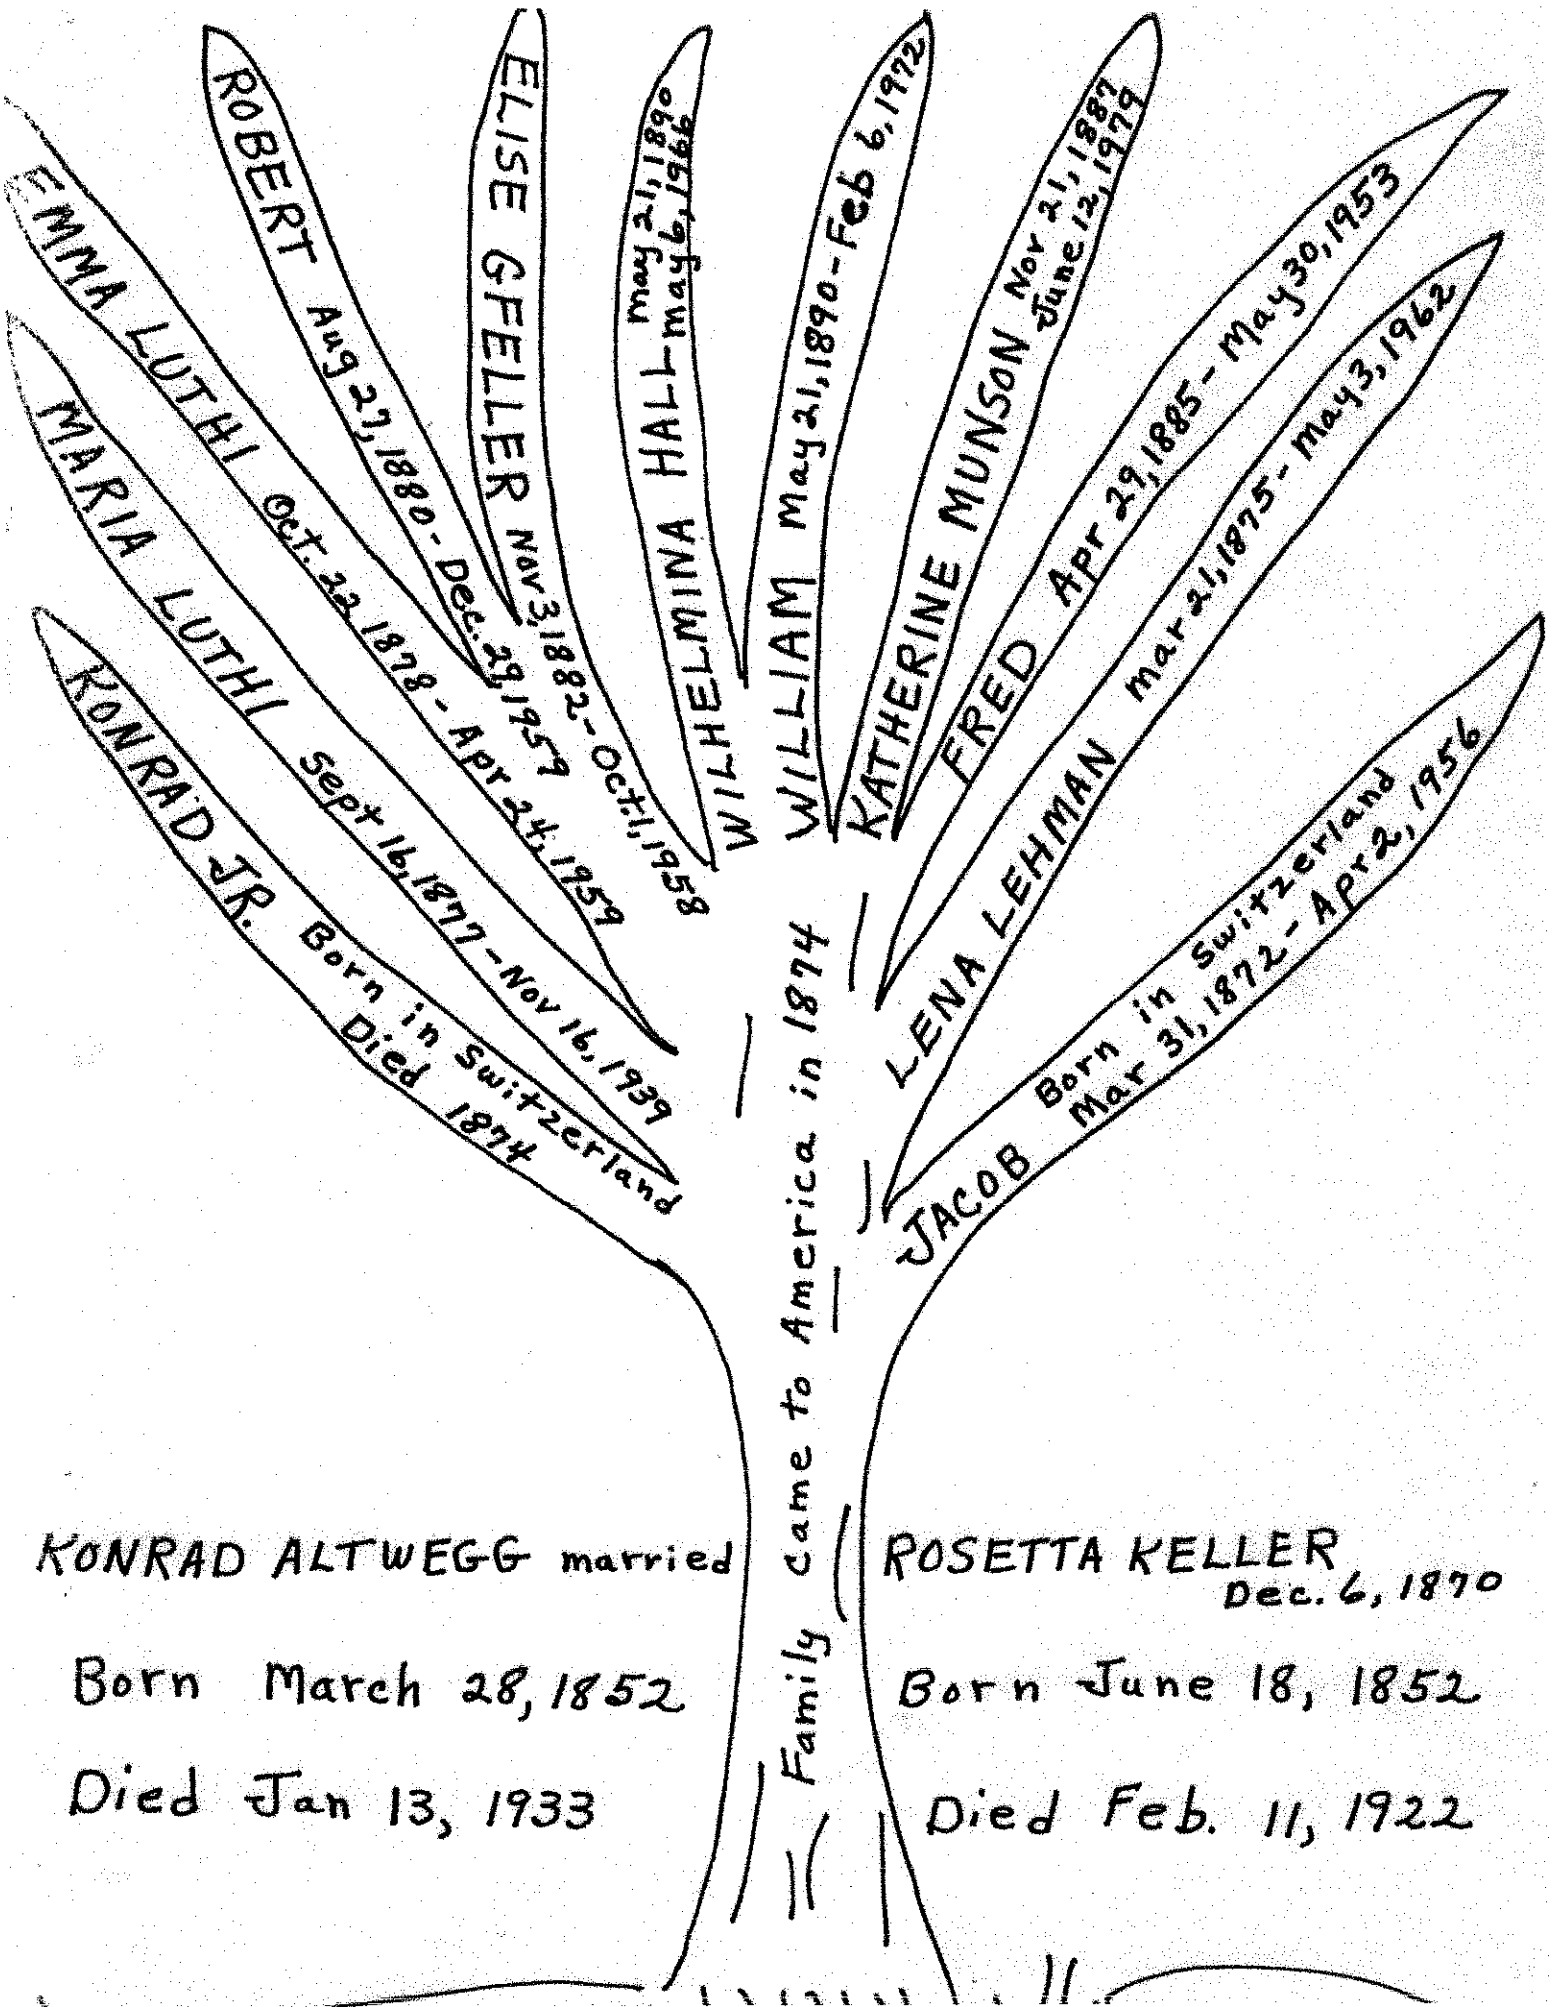 KONRAD JR. Born in Switzerland
Died 1874
MARIA LUTHI Sept 16, 1877 - Nov 16, 1939
EMMA LUTHI Oct. 22 1878 - Apr 24, 1959
ROBERT Aug 27, 1880 - Dec. 29, 1959
ELISE GFELLER Nov 3, 1882 - Oct 1, 1958
WILHELMINA HALL may 21, 1890
- may 6, 1966
WILLIAM May 21, 1890 - Feb 6, 1972
KATHERINE MUNSON Nov 21, 1887
June 12, 1979
FRED Apr 29, 1885 - May 30, 1953
LENA LEHMAN mar 21, 1875 - may 3, 1962
JACOB Born in Switzerland
Mar 31, 1872 - Apr 2, 1956
Family came to America in 1874
KONRAD ALTWEGG married ROSETTA KELLER
Dec. 6, 1870
Born March 28, 1852
Died Jan 13, 1933
Born June 18, 1852
Died Feb. 11, 1922